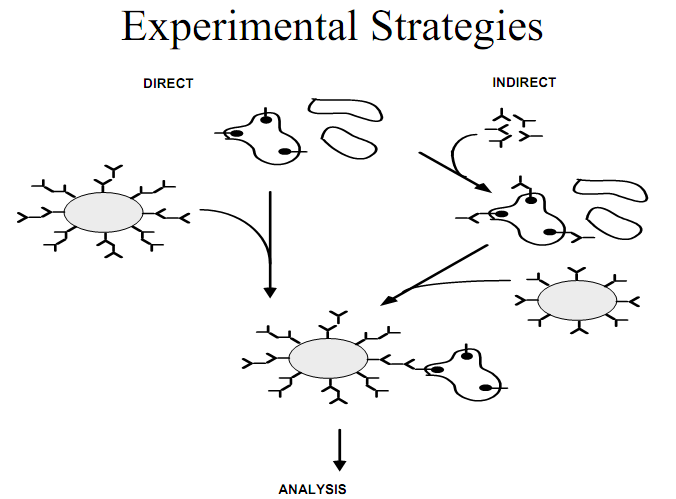 Experimental Strategies
DIRECT
INDIRECT
ANALYSIS